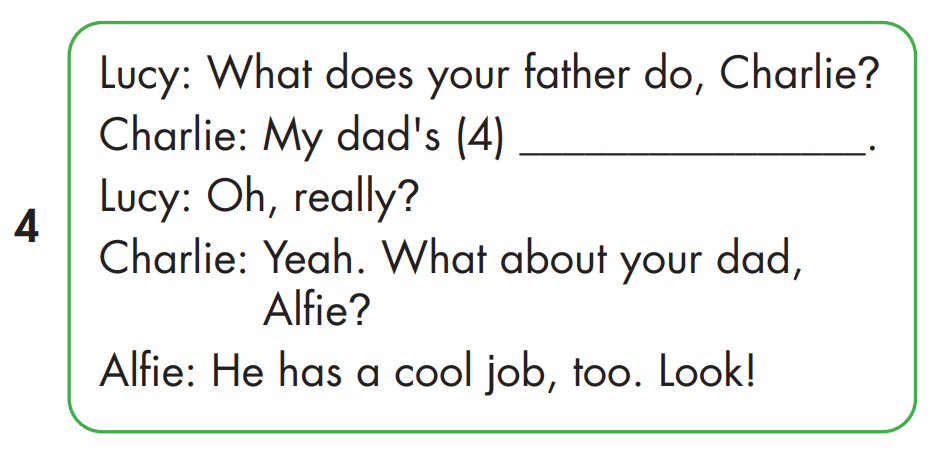 Lucy: What does your father do, Charlie?
Charlie: My dad's (4) ________________.
Lucy: Oh, really?
4
Charlie: Yeah. What about your dad,
Alfie?
Alfie: He has a cool job, too. Look!